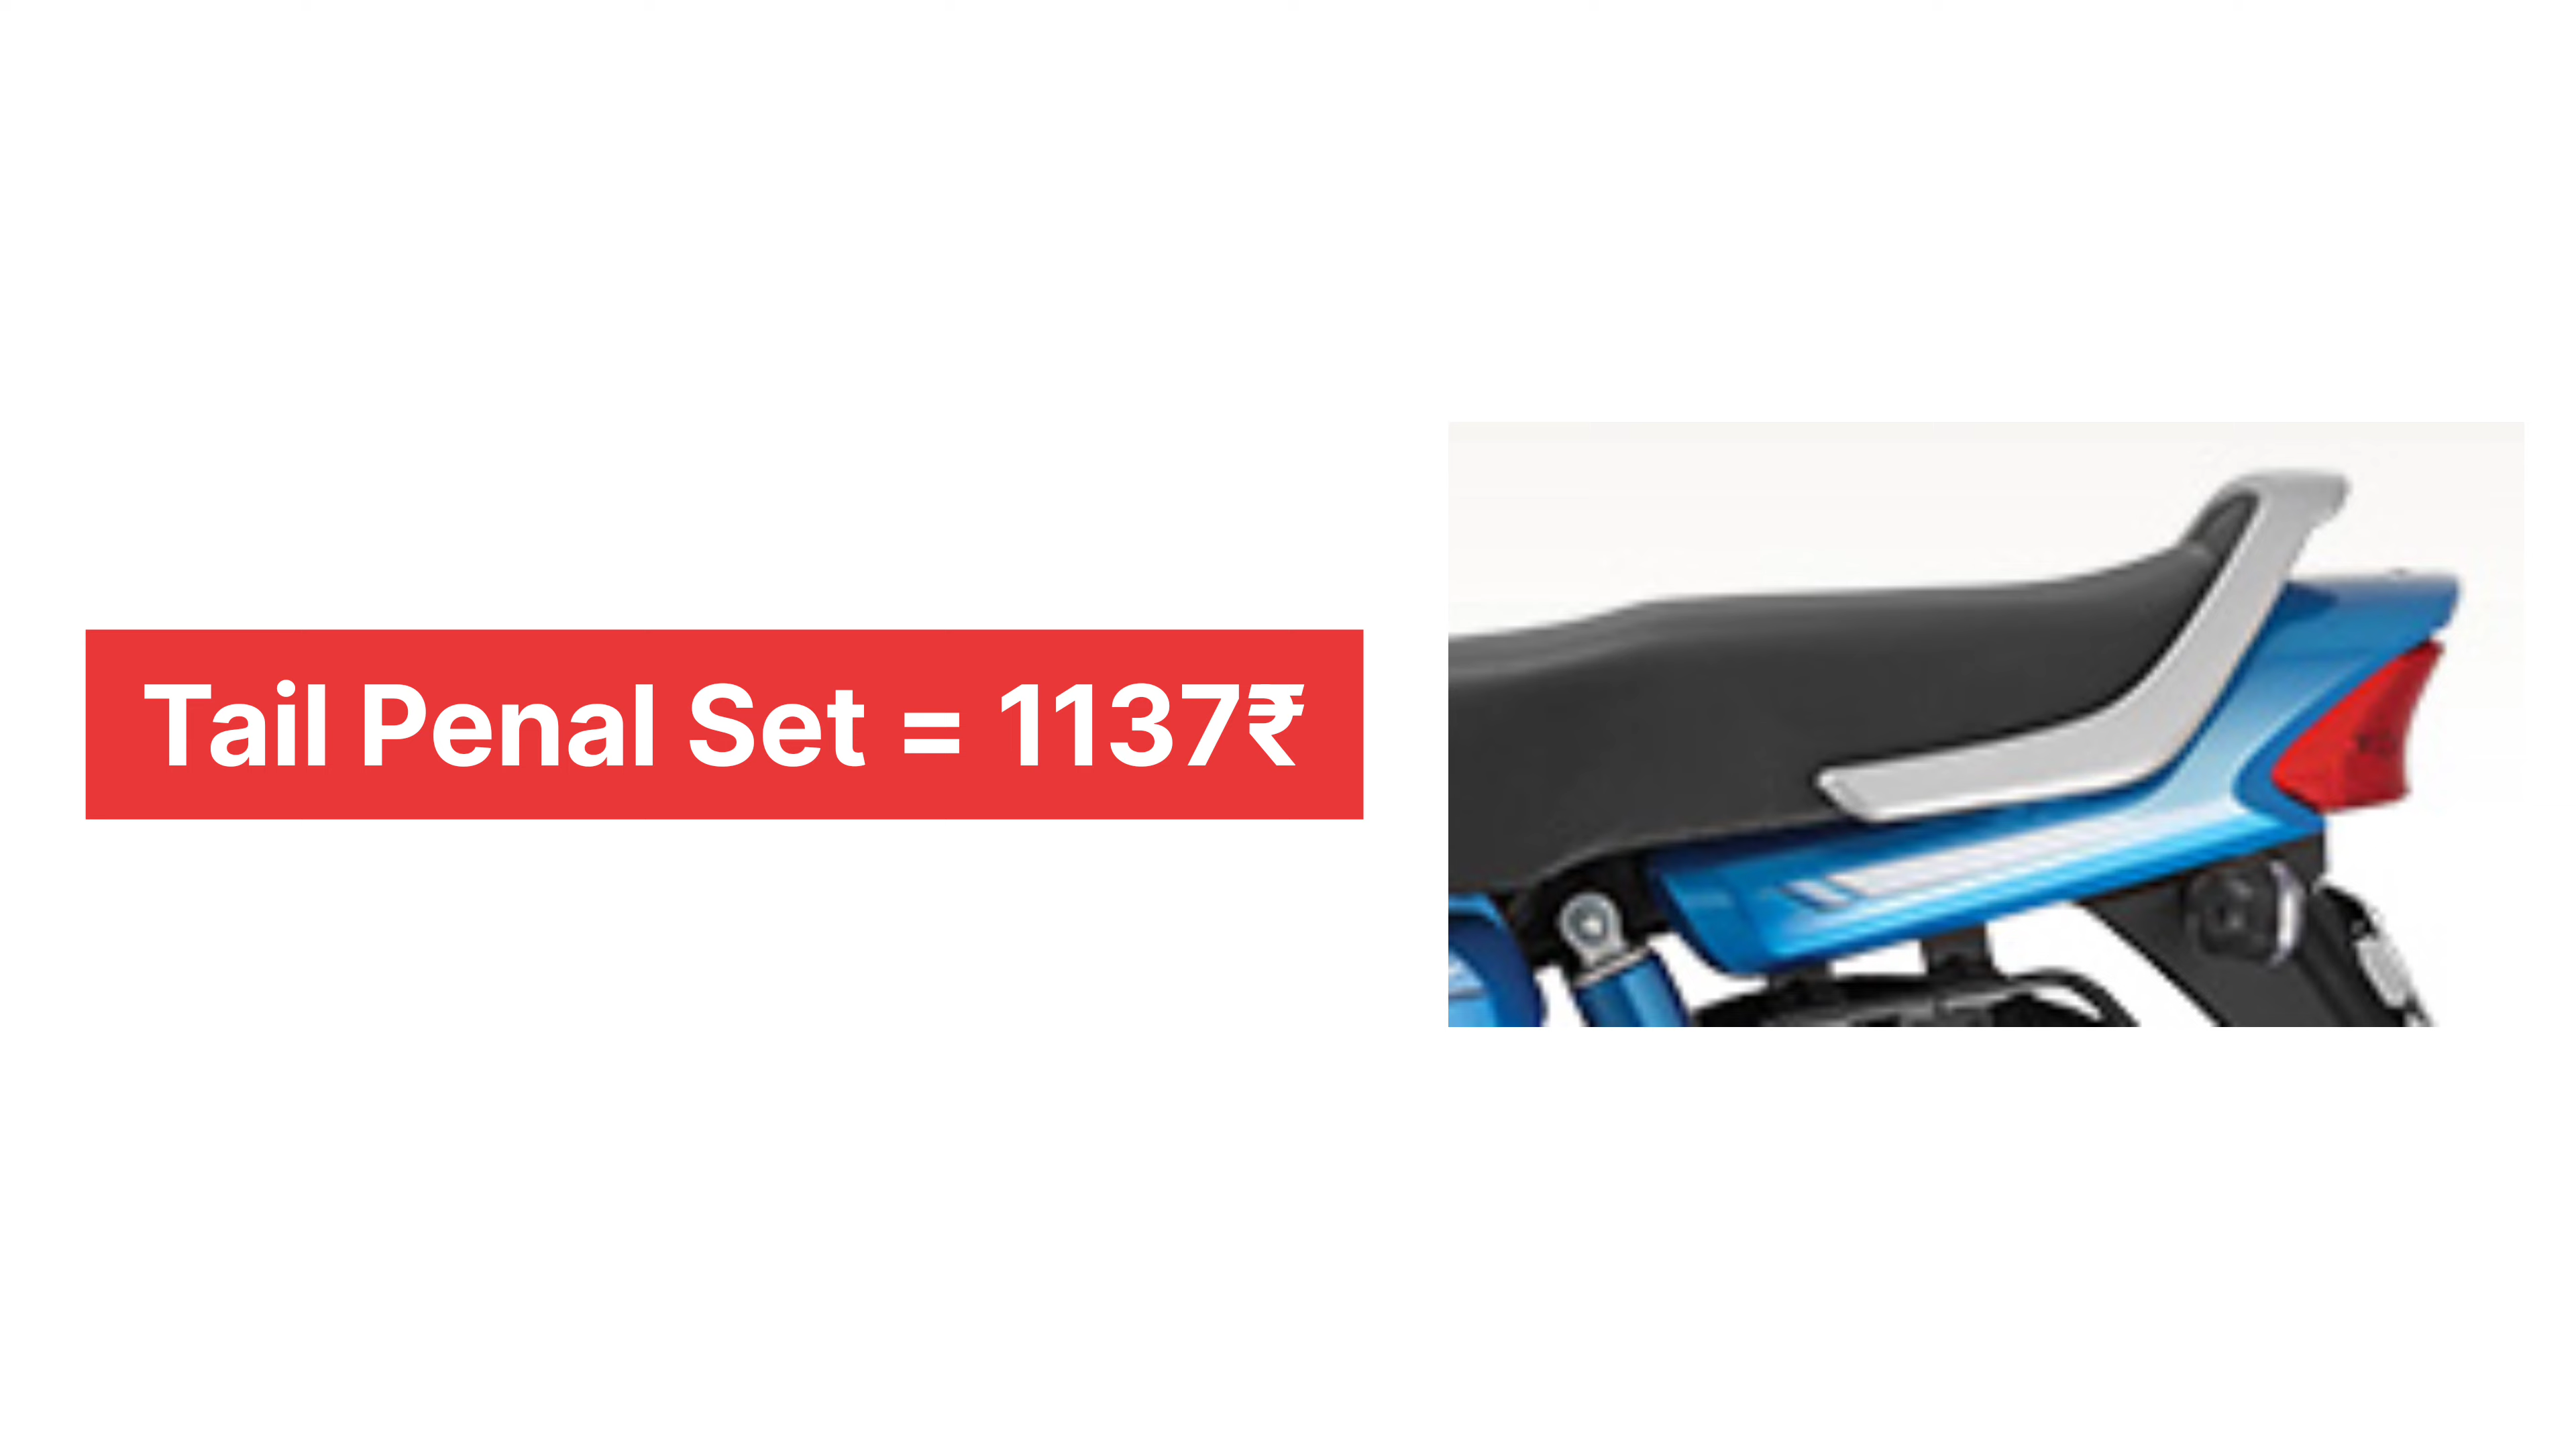 Tail Penal Set = 1137₹